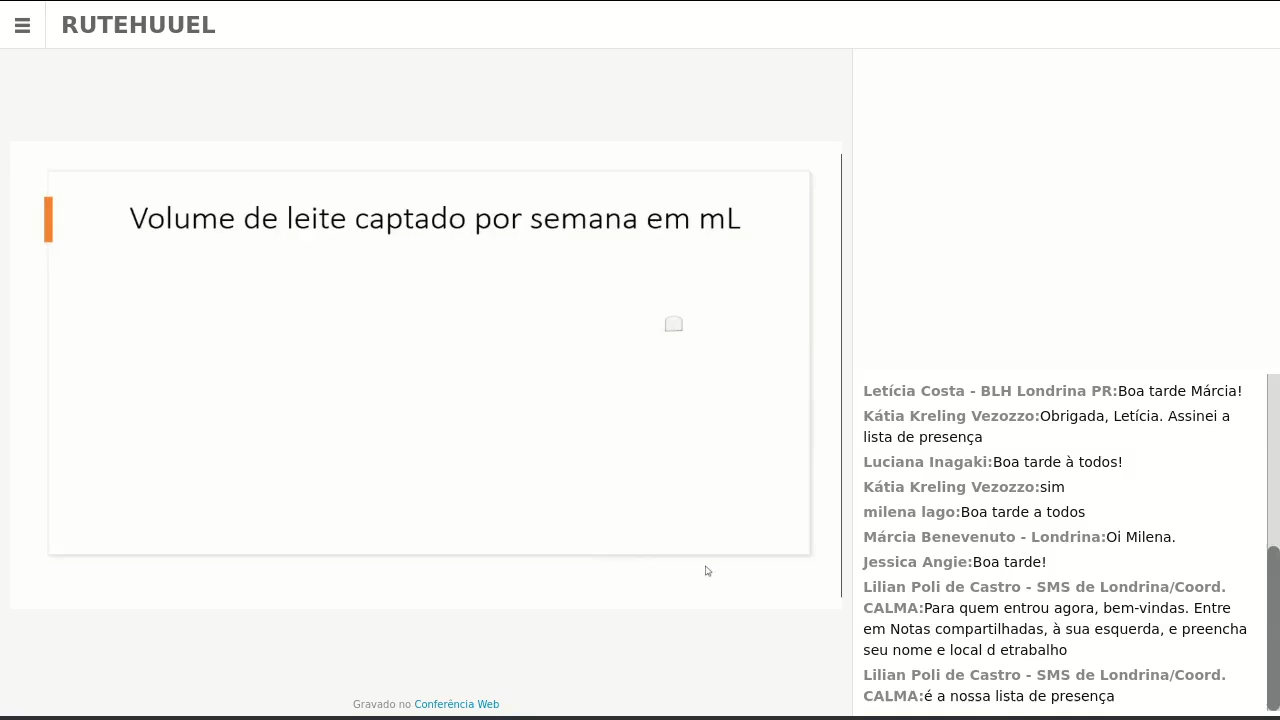 RUTEHUUEL
Volume de leite captado por semana em mL
Letícia Costa - BLH Londrina PR:Boa tarde Márcia!
Kátia Kreling Vezozzo:Obrigada, Letícia. Assinei a
lista de presença
Luciana Inagaki:Boa tarde à todos!
Kátia Kreling Vezozzo:sim
milena lago:Boa tarde a todos
Márcia Benevenuto - Londrina:Oi Milena.
Jessica Angie:Boa tarde!
Lilian Poli de Castro - SMS de Londrina/Coord.
CALMA:Para quem entrou agora, bem-vindas. Entre
em Notas compartilhadas, à sua esquerda, e preencha
seu nome e local d etrabalho
Lilian Poli de Castro - SMS de Londrina/Coord.
CALMA:é a nossa lista de presença
Gravado no Conferência Web